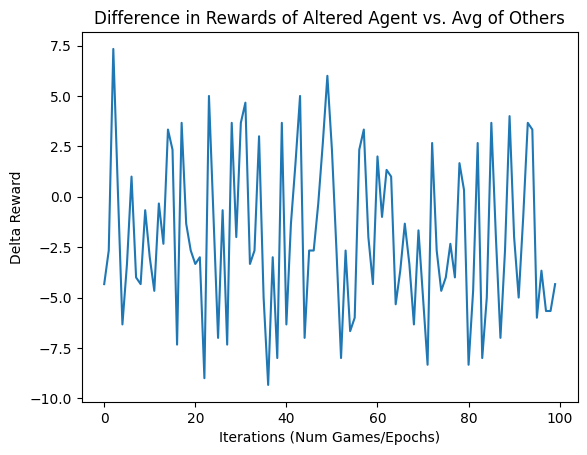 Difference in Rewards of Altered Agent vs. Avg of Others
7.5
5.0
2.5
0.0
−2.5
−5.0
−7.5
−10.0
Delta Reward
0 20 40 60 80 100
Iterations (Num Games/Epochs)